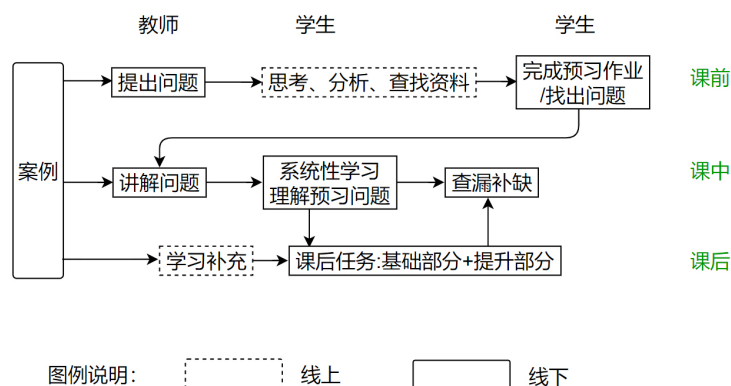 教师
学生
学生
提出问题
思考、分析、查找资料
完成预习作业
/找出问题
课前
案例
讲解问题
系统性学习
理解预习问题
查漏补缺
课中
学习补充
课后任务:基础部分+提升部分
课后
图例说明：
线上
线下